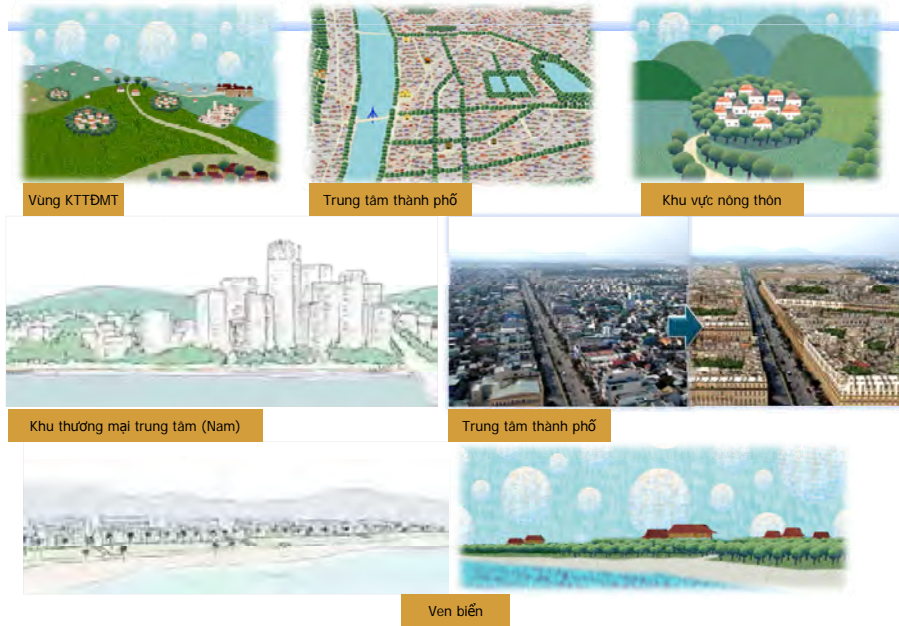 Vùng KTTĐMT
Trung tâm thành phố
Khu vực nông thôn
Khu thương mại trung tâm (Nam)
Trung tâm thành phố
Ven biển